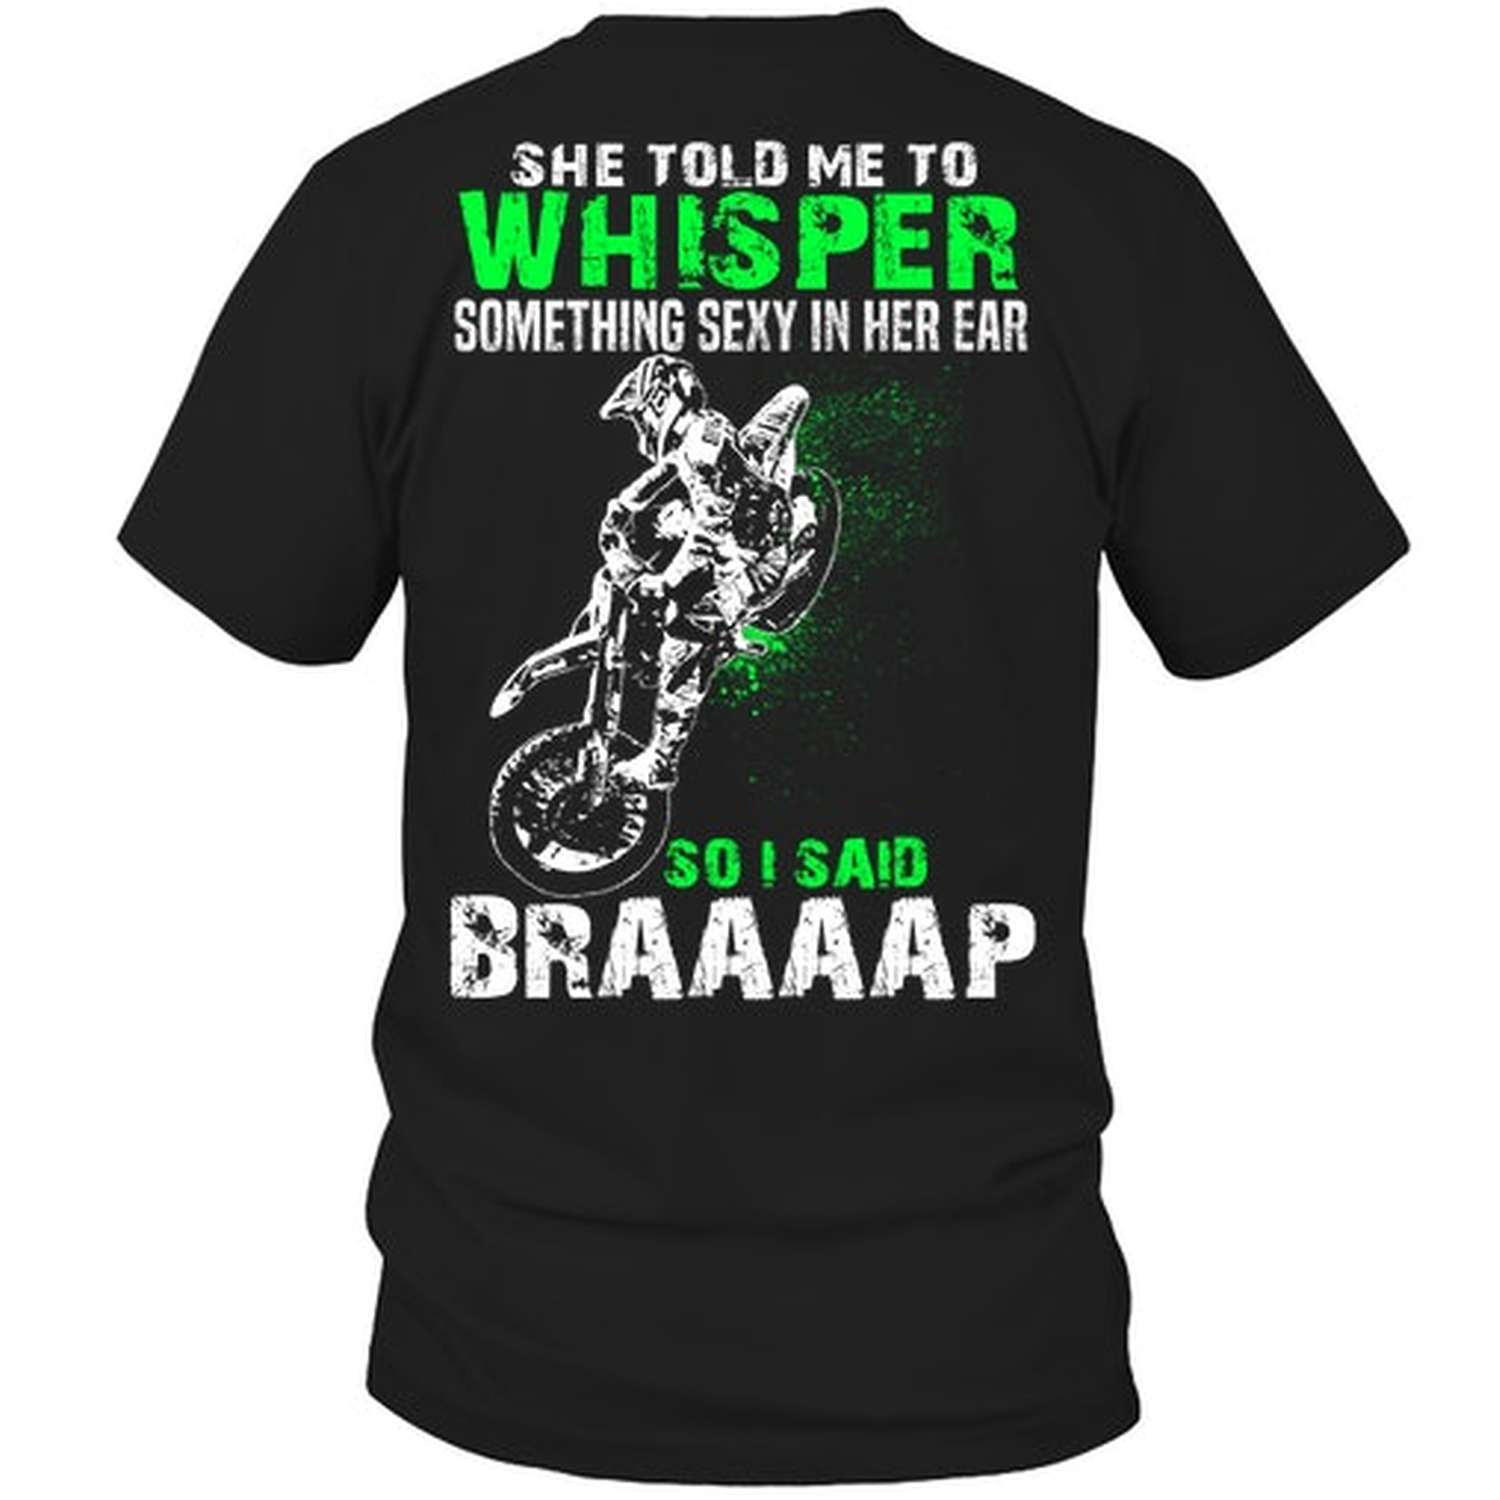 SHE TOLD ME TO
WHISPER
SOMETHING SEXY IN HER EAR
SO I SAID
BRAAAAP